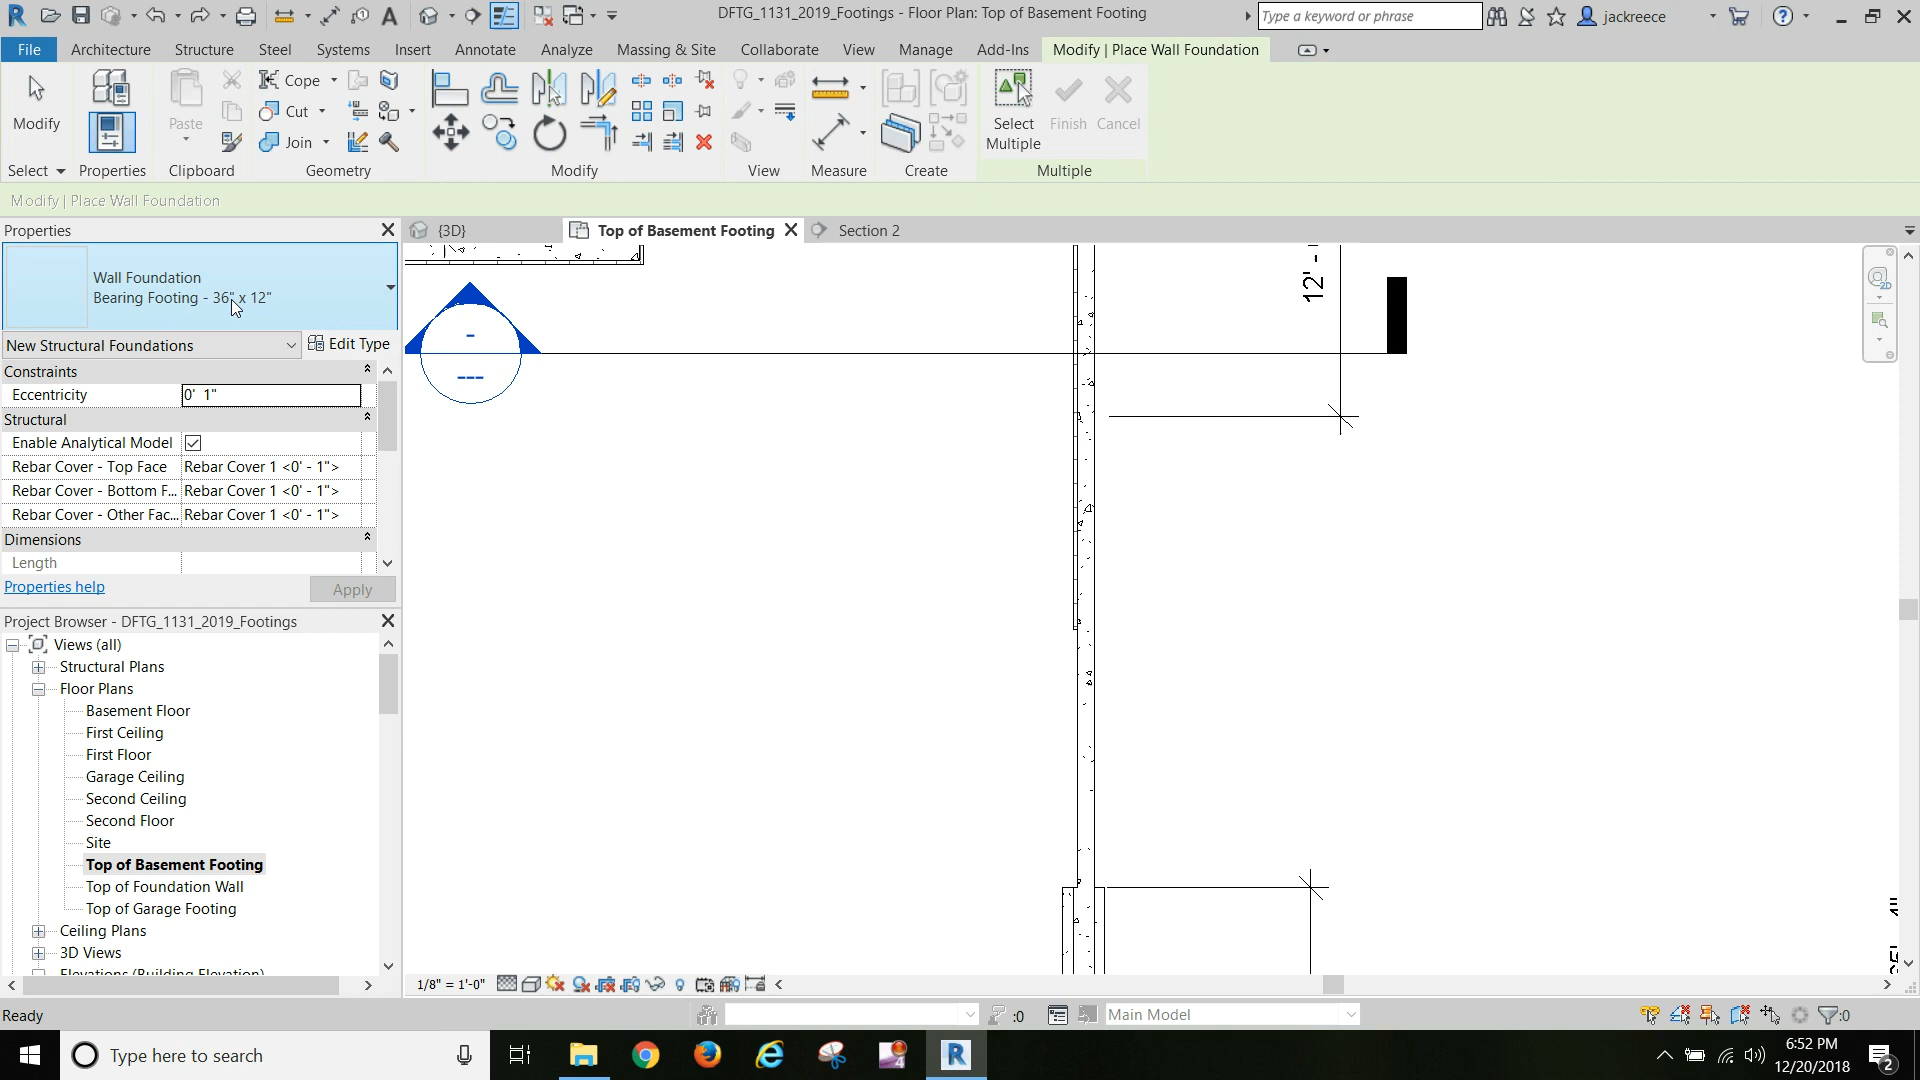 DFTG_1131_2019_Footings - Floor Plan: Top of Basement Footing
Type a keyword or phrase
jackreece
File
Architecture
Structure
Steel
Systems
Insert
Annotate
Analyze
Massing & Site
Collaborate
View
Manage
Add-Ins
Modify | Place Wall Foundation
Modify
Paste
Cope
Cut
Join
Select Multiple
Finish
Cancel
Select
Properties
Clipboard
Geometry
Modify
View
Measure
Create
Multiple
Modify | Place Wall Foundation
Properties
{3D}
Top of Basement Footing
Section 2
Wall Foundation
Bearing Footing - 36" x 12"
New Structural Foundations
Edit Type
Constraints
Eccentricity 0' 1"
Structural
Enable Analytical Model
Rebar Cover - Top Face Rebar Cover 1 <0' - 1">
Rebar Cover - Bottom F... Rebar Cover 1 <0' - 1">
Rebar Cover - Other Fac... Rebar Cover 1 <0' - 1">
Dimensions
Length
Properties help
Apply
Project Browser - DFTG_1131_2019_Footings
Views (all)
Structural Plans
Floor Plans
Basement Floor
First Ceiling
First Floor
Garage Ceiling
Second Ceiling
Second Floor
Site
Top of Basement Footing
Top of Foundation Wall
Top of Garage Footing
Ceiling Plans
3D Views
Elevations (Building Elevation)
-
---
12' -
2D
1/8" = 1'-0"
Ready
:0
Main Model
:0
Type here to search
6:52 PM
12/20/2018
2